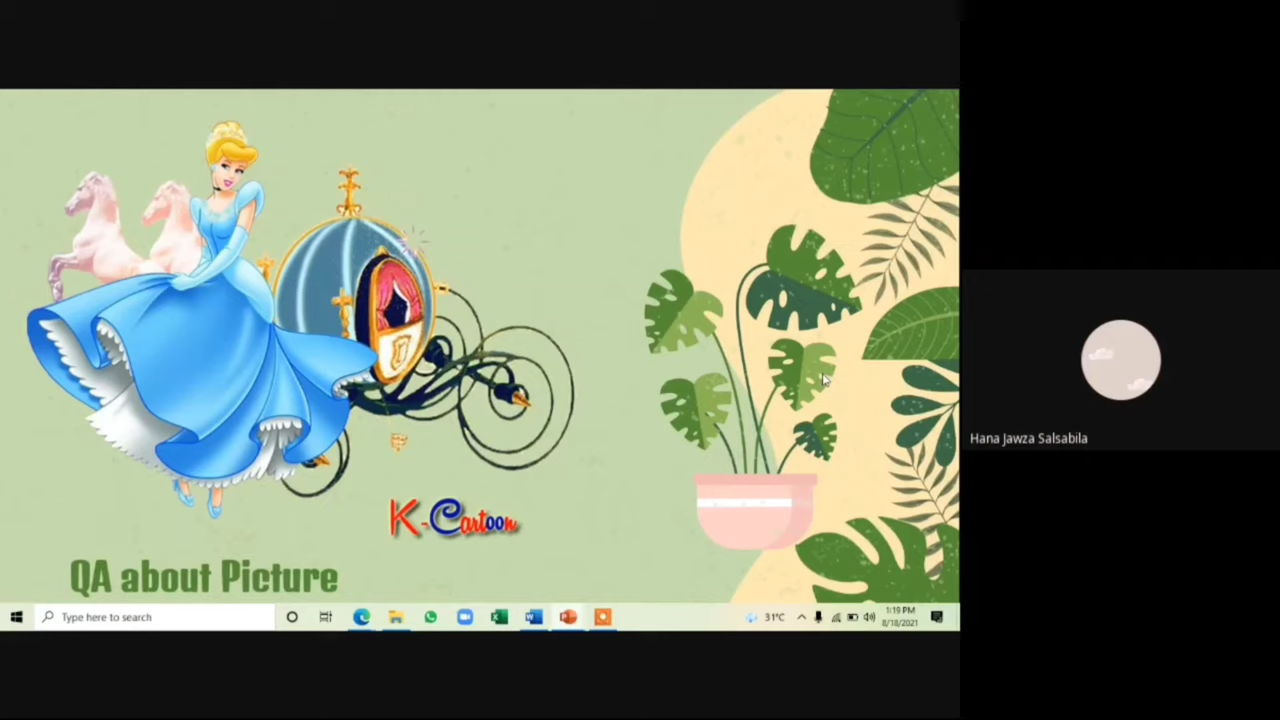 K-Cartoon
QA about Picture
Type here to search
31°C
1:19 PM
8/18/2021
Hana Jawza Salsabila